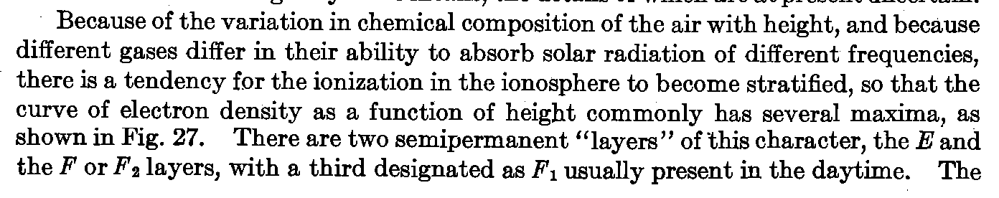 Because of the variation in chemical composition of the air with height, and because
different gases differ in their ability to absorb solar radiation of different frequencies,
there is a tendency for the ionization in the ionosphere to become stratified, so that the
curve of electron density as a function of height commonly has several maxima, as
shown in Fig. 27. There are two semipermanent “layers” of this character, the E and
the F or F₂ layers, with a third designated as F₁ usually present in the daytime. The